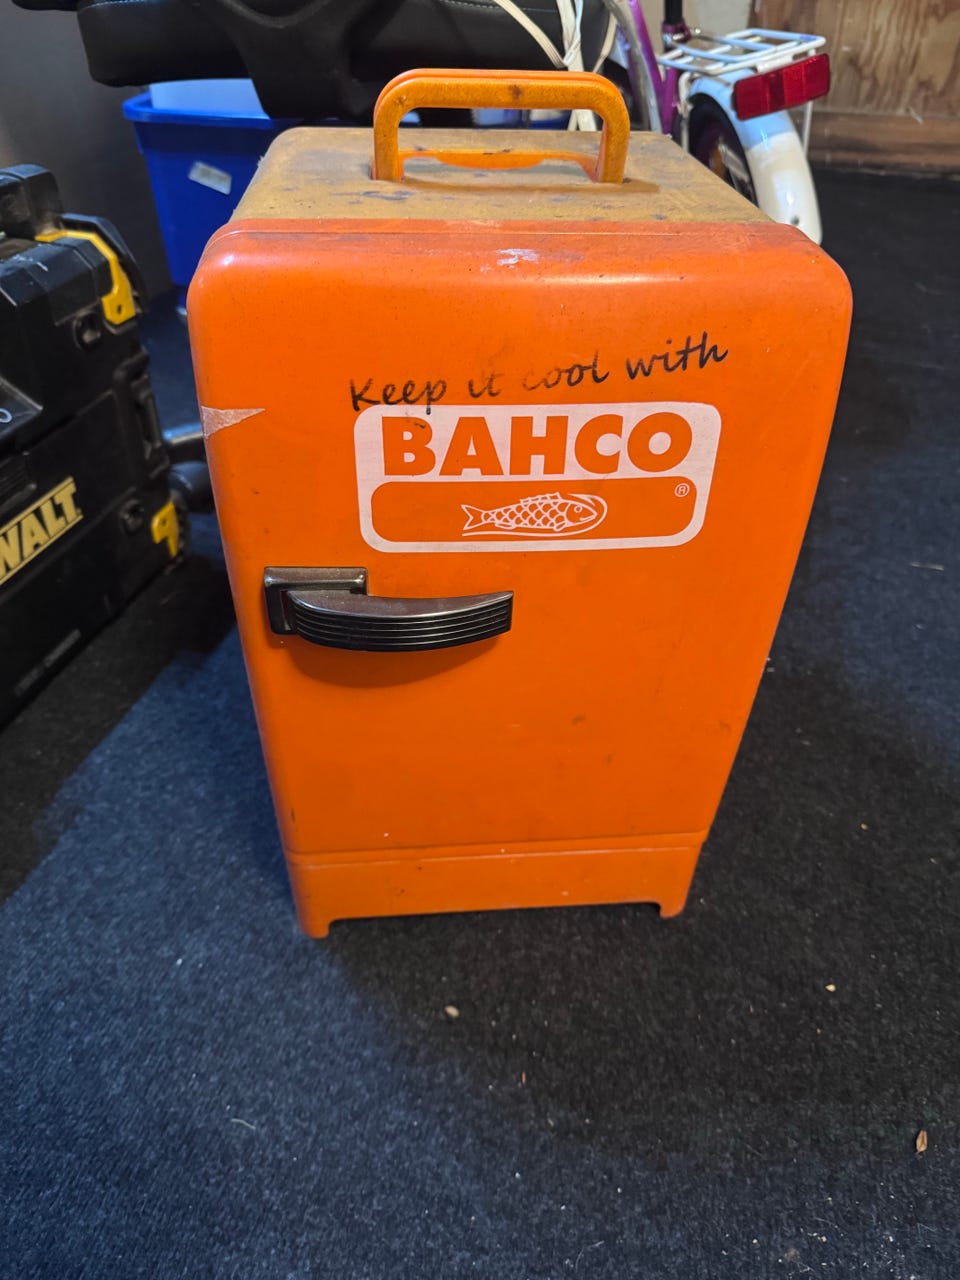 Keep it cool with
BAHCO
®
WALT